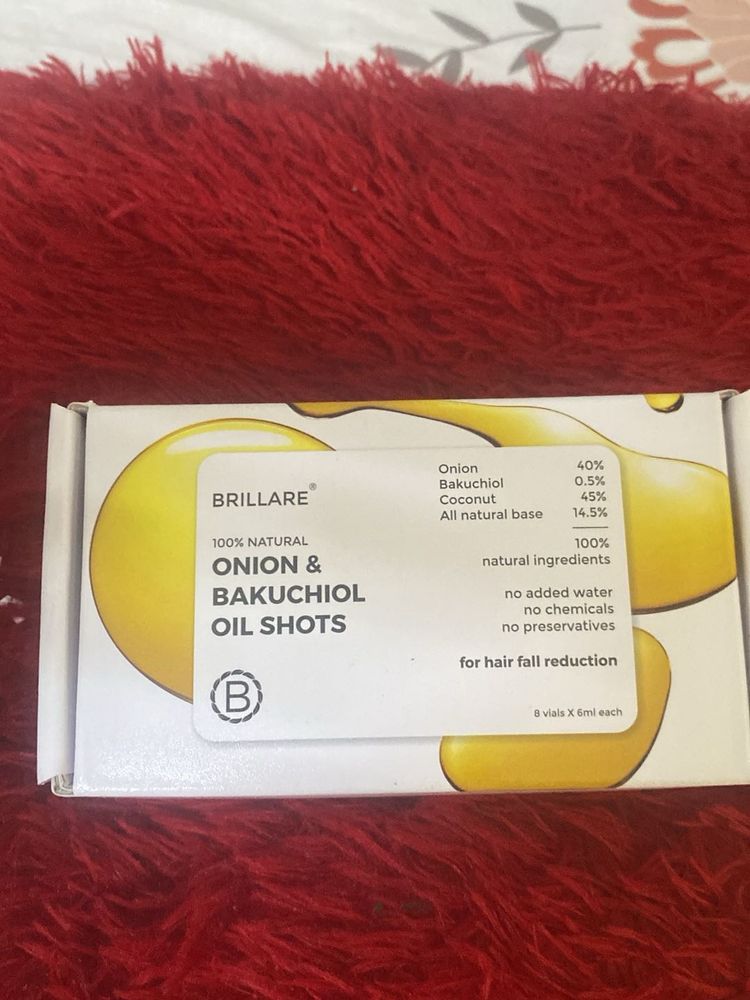 BRILLARE®
100% NATURAL
ONION &
BAKUCHIOL
OIL SHOTS
B
Onion 40%
Bakuchiol 0.5%
Coconut 45%
All natural base 14.5%
100%
natural ingredients
no added water
no chemicals
no preservatives
for hair fall reduction
8 vials X 6ml each